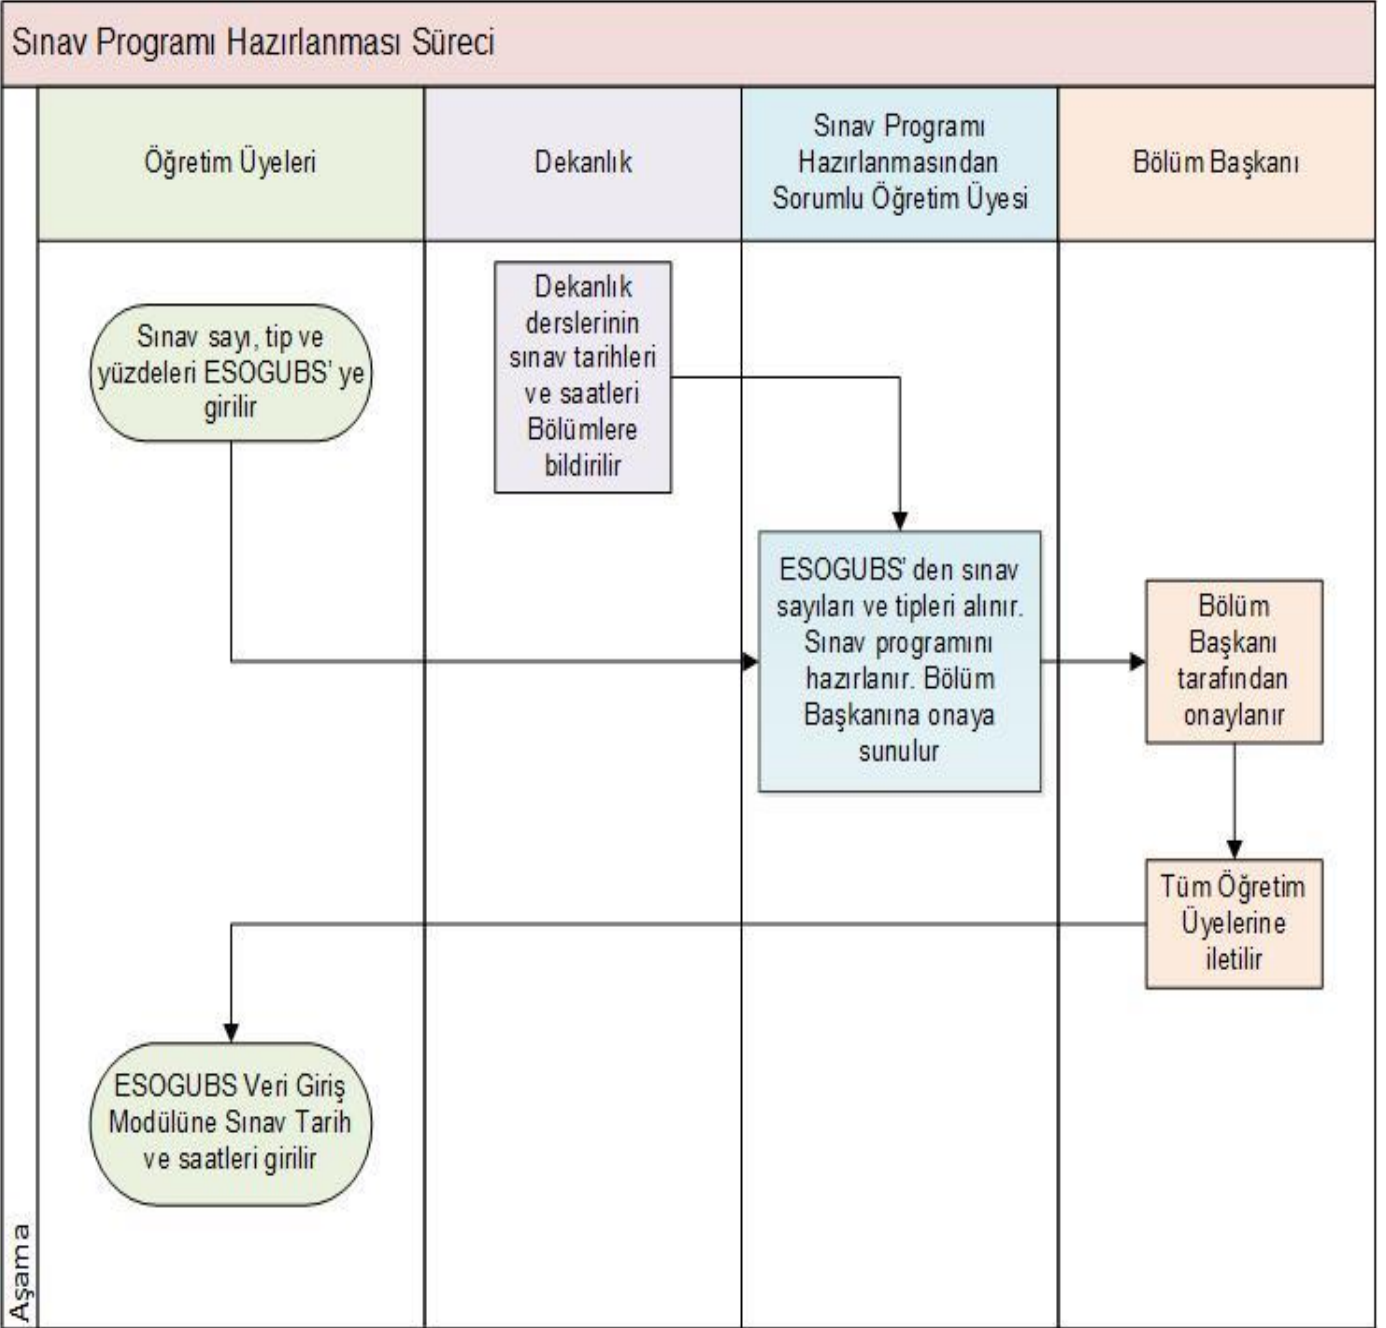 Sınav Programı Hazırlanması Süreci
Öğretim Üyeleri
Dekanlık
Sınav Programı
Hazırlanmasından
Sorumlu Öğretim Üyesi
Bölüm Başkanı
Sınav sayı, tip ve
yüzdeleri ESOGUBS' ye
girilir
Dekanlık
derslerinin
sınav tarihleri
ve saatleri
Bölümlere
bildirilir
ESOGUBS' den sınav
sayıları ve tipleri alınır.
Sınav programını
hazırlanır. Bölüm
Başkanına onaya
sunulur
Bölüm
Başkanı
tarafından
onaylanır
Tüm Öğretim
Üyelerine
iletilir
ESOGUBS Veri Giriş
Modülüne Sınav Tarih
ve saatleri girilir
Aşama